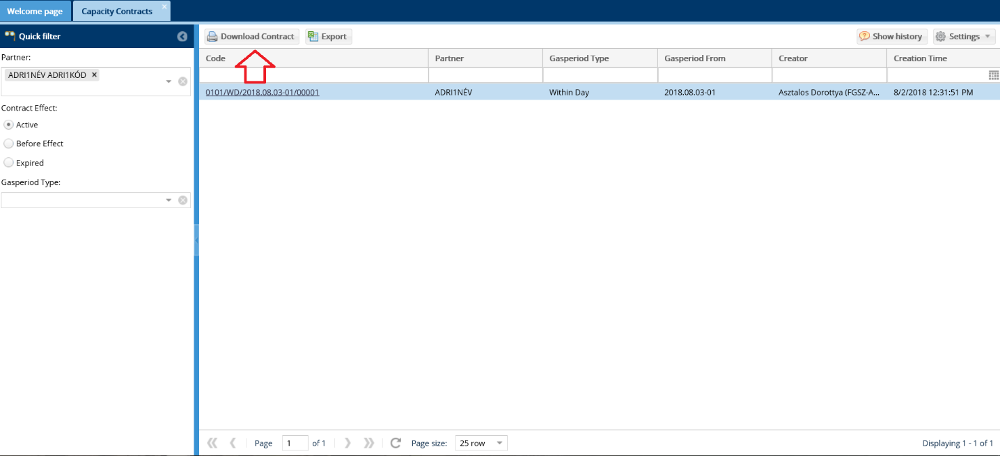 Welcome page
Capacity Contracts
Quick filter
Partner:
ADRI1NÉV ADRI1KÓD
Contract Effect:
Active
Before Effect
Expired
Gasperiod Type:
Download Contract Export Show history Settings
Code Partner Gasperiod Type Gasperiod From Creator Creation Time
0101/WD/2018.08.03-01/00001 ADRI1NÉV Within Day 2018.08.03-01 Asztalos Dorottya (FGSZ-A... 8/2/2018 12:31:51 PM
Page 1 of 1 Page size: 25 row Displaying 1 - 1 of 1